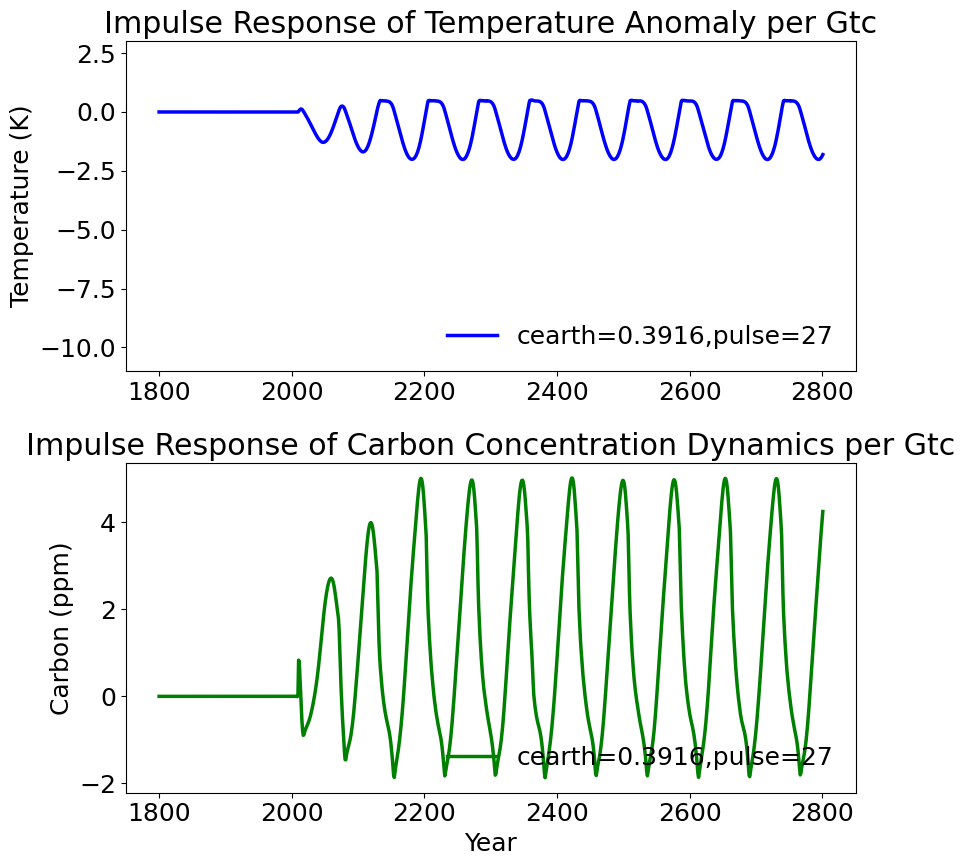 Impulse Response of Temperature Anomaly per Gtc
2.5
0.0
−2.5
−5.0
−7.5
−10.0
Temperature (K)
cearth=0.3916,pulse=27
1800 2000 2200 2400 2600 2800
Impulse Response of Carbon Concentration Dynamics per Gtc
4
2
0
−2
Carbon (ppm)
cearth=0.3916,pulse=27
1800 2000 2200 2400 2600 2800
Year